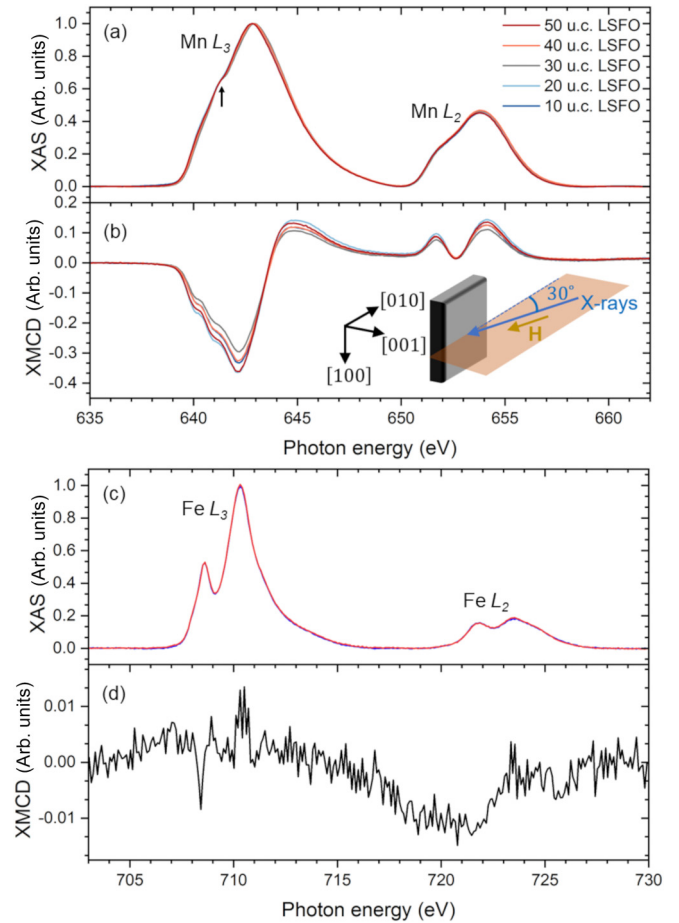 (a)
Mn L3
Mn L2
50 u.c. LSFO
40 u.c. LSFO
30 u.c. LSFO
20 u.c. LSFO
10 u.c. LSFO
XAS (Arb. units)
1.0
0.8
0.6
0.4
0.2
0.0
(b)
XMCD (Arb. units)
0.2
0.1
0.0
-0.1
-0.2
-0.3
-0.4
[010]
[001]
[100]
30°
X-rays
H
635 640 645 650 655 660
Photon energy (eV)
(c)
Fe L3
Fe L2
XAS (Arb. units)
1.0
0.8
0.6
0.4
0.2
0.0
(d)
XMCD (Arb. units)
0.01
0.00
-0.01
705 710 715 720 725 730
Photon energy (eV)